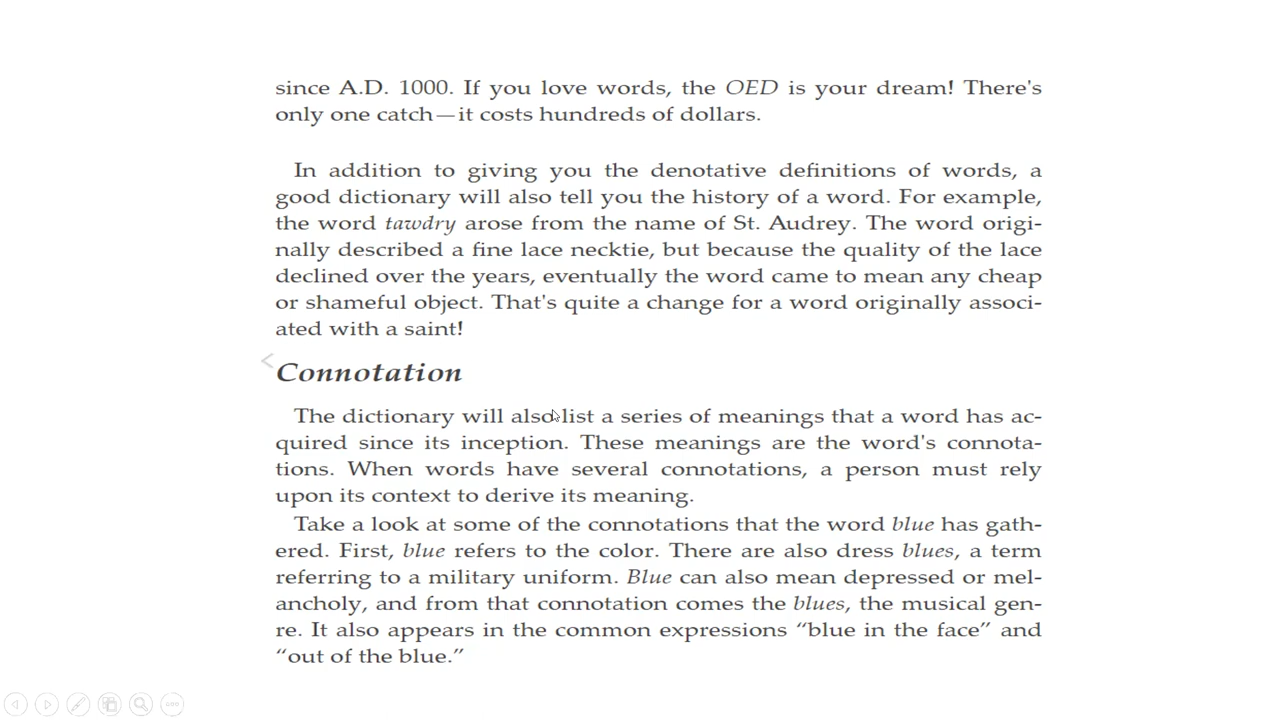 since A.D. 1000. If you love words, the OED is your dream! There's
only one catch—it costs hundreds of dollars.
In addition to giving you the denotative definitions of words, a
good dictionary will also tell you the history of a word. For example,
the word tawdry arose from the name of St. Audrey. The word origi-
nally described a fine lace necktie, but because the quality of the lace
declined over the years, eventually the word came to mean any cheap
or shameful object. That's quite a change for a word originally associ-
ated with a saint!
Connotation
The dictionary will also list a series of meanings that a word has ac-
quired since its inception. These meanings are the word's connota-
tions. When words have several connotations, a person must rely
upon its context to derive its meaning.
Take a look at some of the connotations that the word blue has gath-
ered. First, blue refers to the color. There are also dress blues, a term
referring to a military uniform. Blue can also mean depressed or mel-
ancholy, and from that connotation comes the blues, the musical gen-
re. It also appears in the common expressions “blue in the face” and
“out of the blue.”